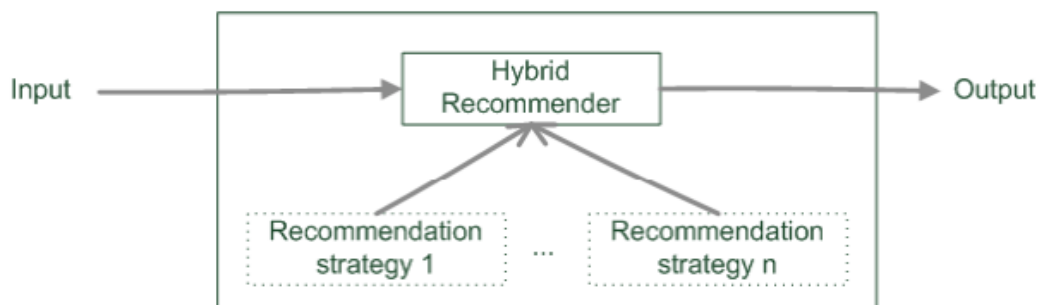 Input
Hybrid
Recommender
Output
Recommendation
strategy 1
...
Recommendation
strategy n